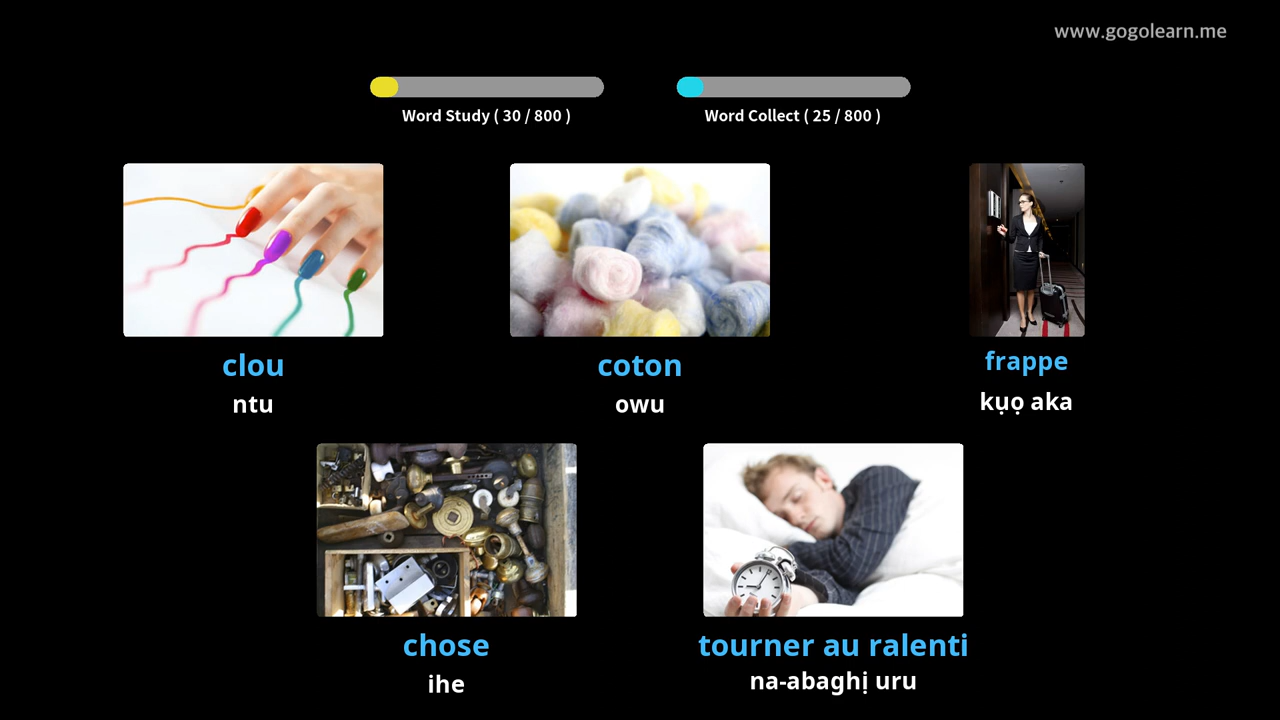 www.gogolearn.me
Word Study ( 30 / 800 )
Word Collect ( 25 / 800 )
clou
ntu
coton
owu
frappe
kụọ aka
chose
ihe
tourner au ralenti
na-abaghị uru